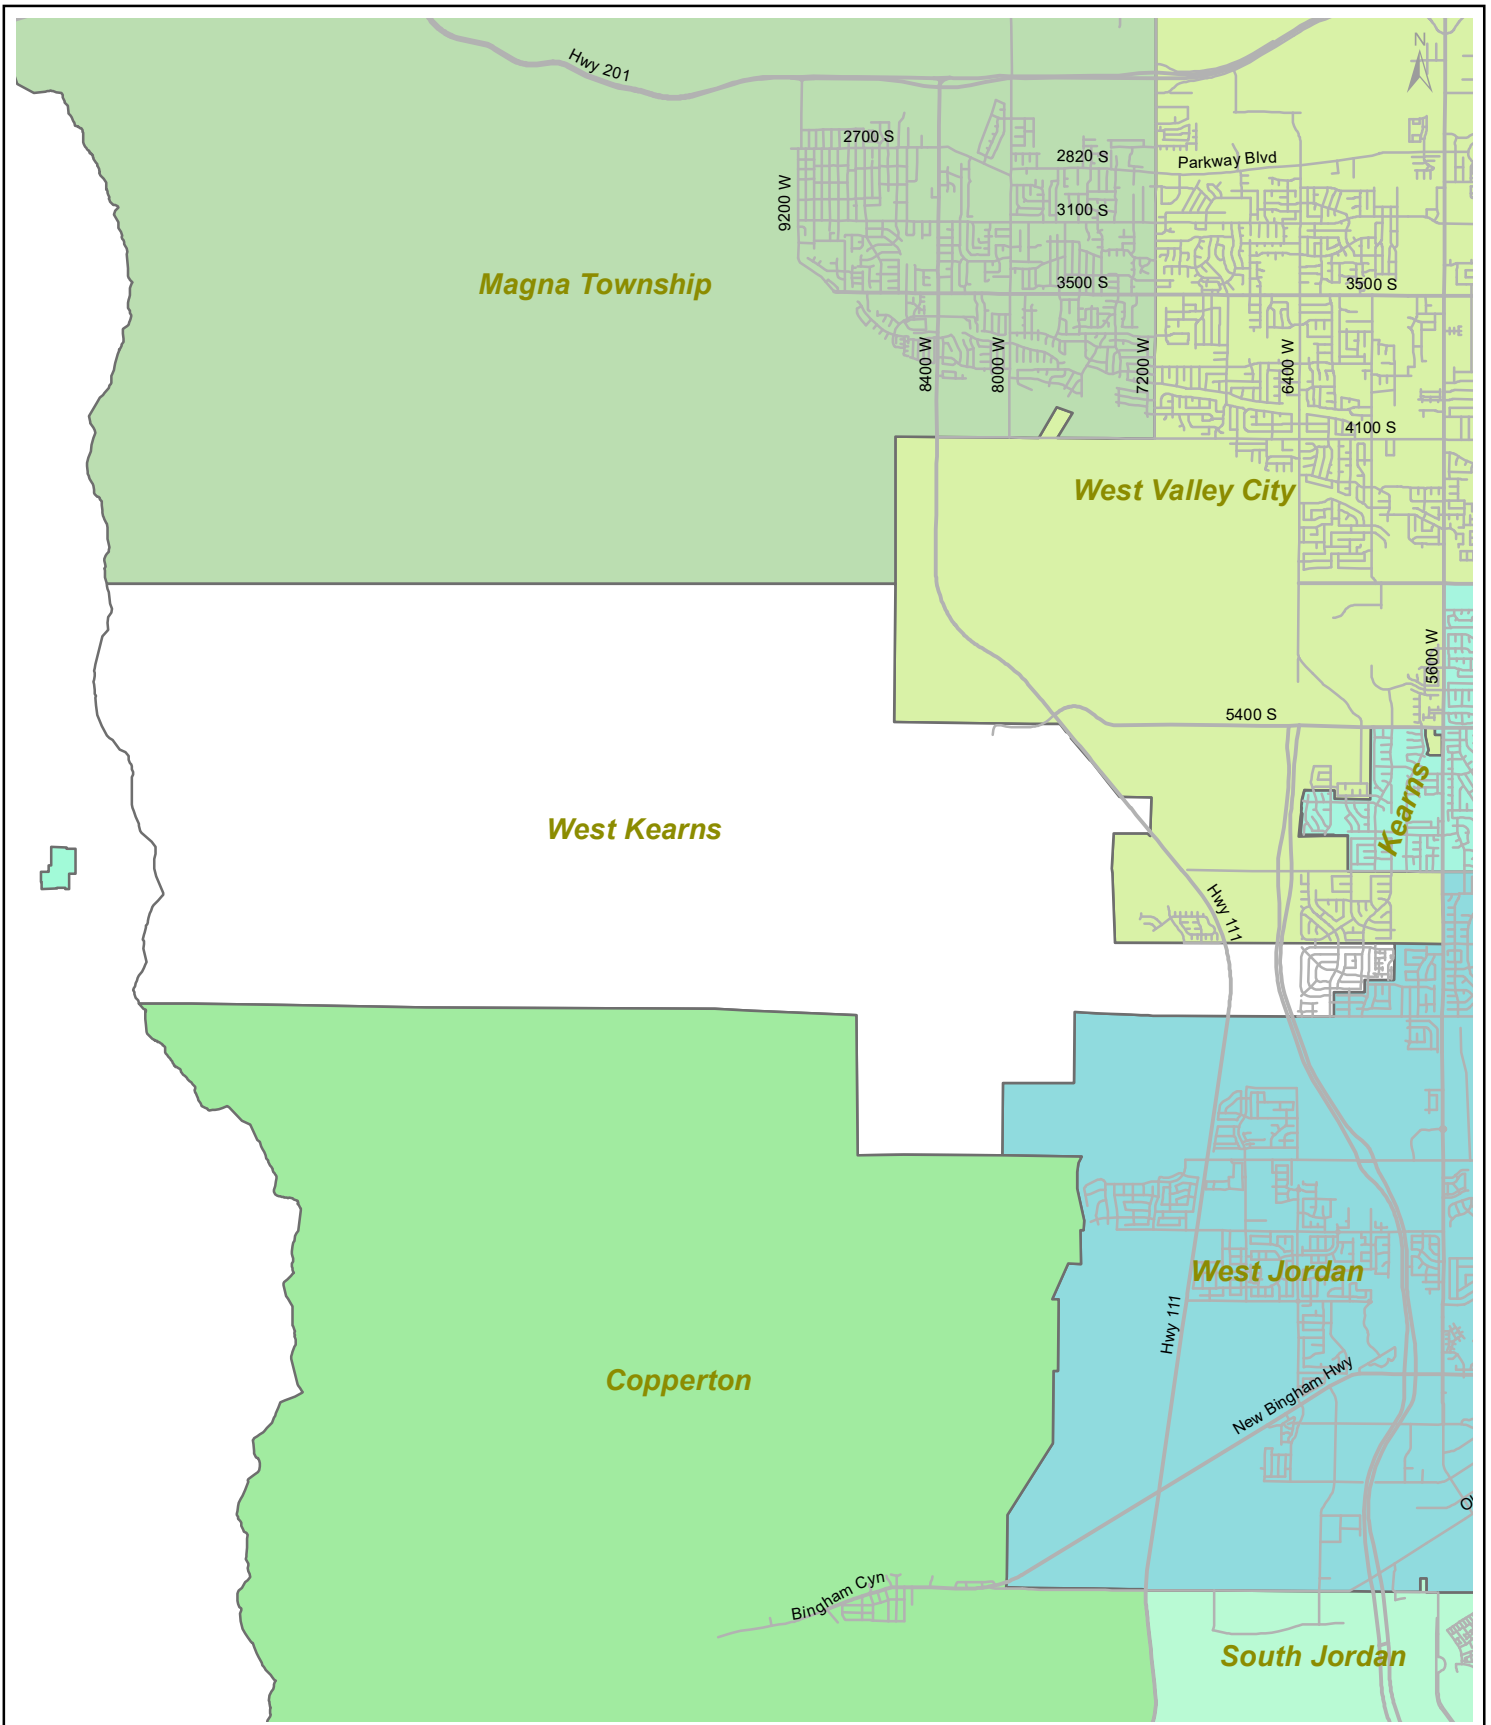 N
Hwy 201
2700 S
2820 S
Parkway Blvd
9200 W
3100 S
Magna Township
3500 S
3500 S
8400 W
8000 W
7200 W
6400 W
4100 S
West Valley City
5600 W
5400 S
West Kearns
Kearns
Hwy 111
West Jordan
Hwy 111
Copperton
New Bingham Hwy
Bingham Cyn
South Jordan